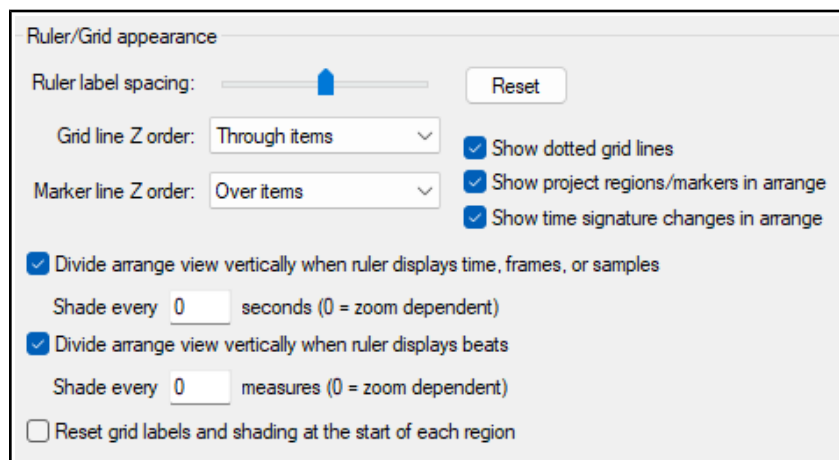 Ruler/Grid appearance
Ruler label spacing: Reset
Grid line Z order: Through items
Show dotted grid lines
Marker line Z order: Over items
Show project regions/markers in arrange
Show time signature changes in arrange
Divide arrange view vertically when ruler displays time, frames, or samples
Shade every 0 seconds (0 = zoom dependent)
Divide arrange view vertically when ruler displays beats
Shade every 0 measures (0 = zoom dependent)
Reset grid labels and shading at the start of each region